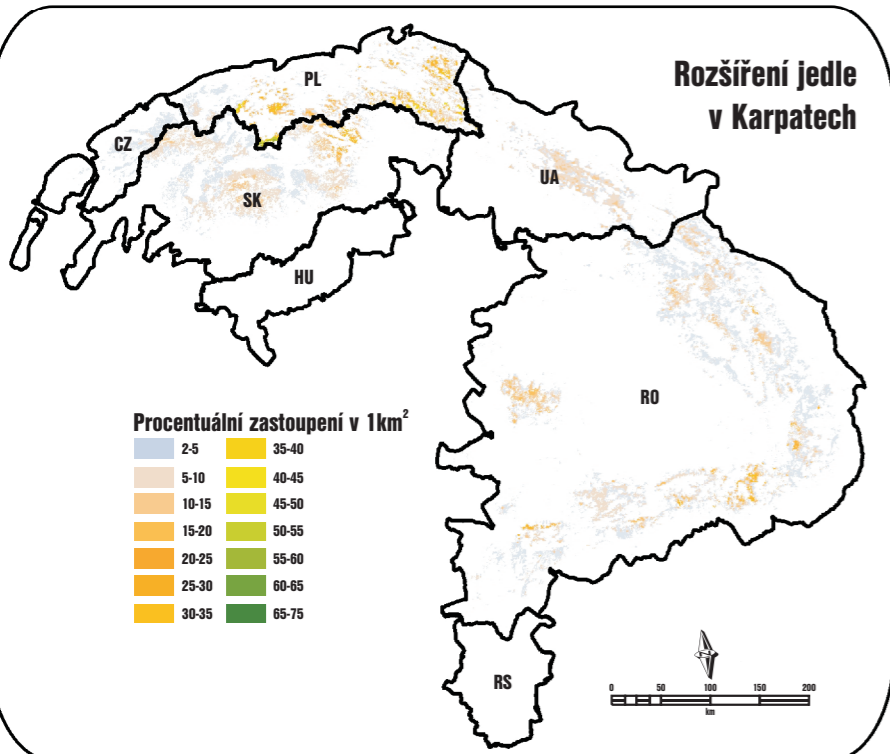 Rozšíření jedle
v Karpatech
PL
CZ
SK
UA
HU
RO
RS
Procentuální zastoupení v 1km²
2-5 35-40
5-10 40-45
10-15 45-50
15-20 50-55
20-25 55-60
25-30 60-65
30-35 65-75
0 50 100 150 200
km